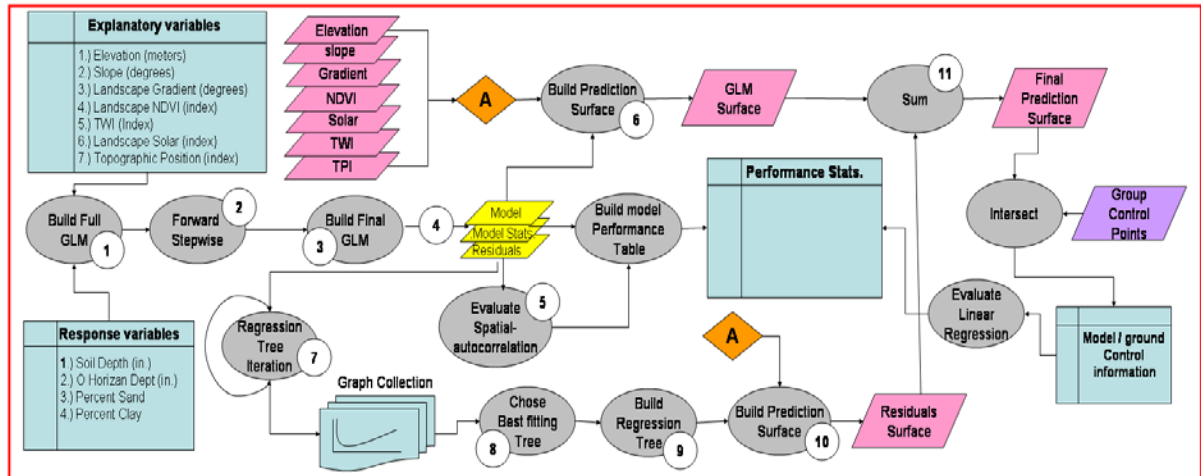 Explanatory variables
1.) Elevation (meters)
2.) Slope (degrees)
3.) Landscape Gradient (degrees)
4.) Landscape NDVI (index)
5.) TWI (Index)
6.) Landscape Solar (index)
7.) Topographic Position (index)
Elevation
slope
Gradient
NDVI
Solar
TWI
TPI
A
Build Prediction
Surface
6
GLM
Surface
11
Sum
Final
Prediction
Surface
Build Full
GLM
1
Forward
Stepwise
2
Build Final
GLM
3
4
Model
Model Stats.
Residuals
Build model
Performance
Table
Performance Stats.
Intersect
Group
Control
Points
Response variables
1.) Soil Depth (in.)
2.) O Horizan Dept (in.)
3.) Percent Sand
4.) Percent Clay
Regression
Tree
Iteration
7
Evaluate
Spatial-
autocorrelation
5
A
Evaluate
Linear
Regression
Model / ground
Control
information
Graph Collection
Chose
Best fitting
Tree
8
Build
Regression
Tree
9
Build Prediction
Surface
10
Residuals
Surface